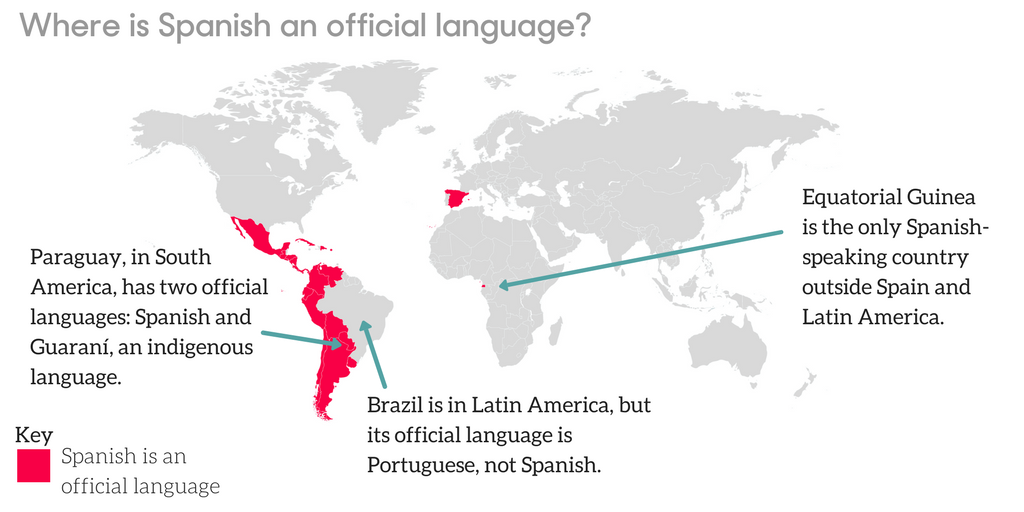 Where is Spanish an official language?
Equatorial Guinea
is the only Spanish-
speaking country
outside Spain and
Latin America.
Paraguay, in South
America, has two official
languages: Spanish and
Guaraní, an indigenous
language.
Brazil is in Latin America, but
its official language is
Portuguese, not Spanish.
Key
Spanish is an
official language